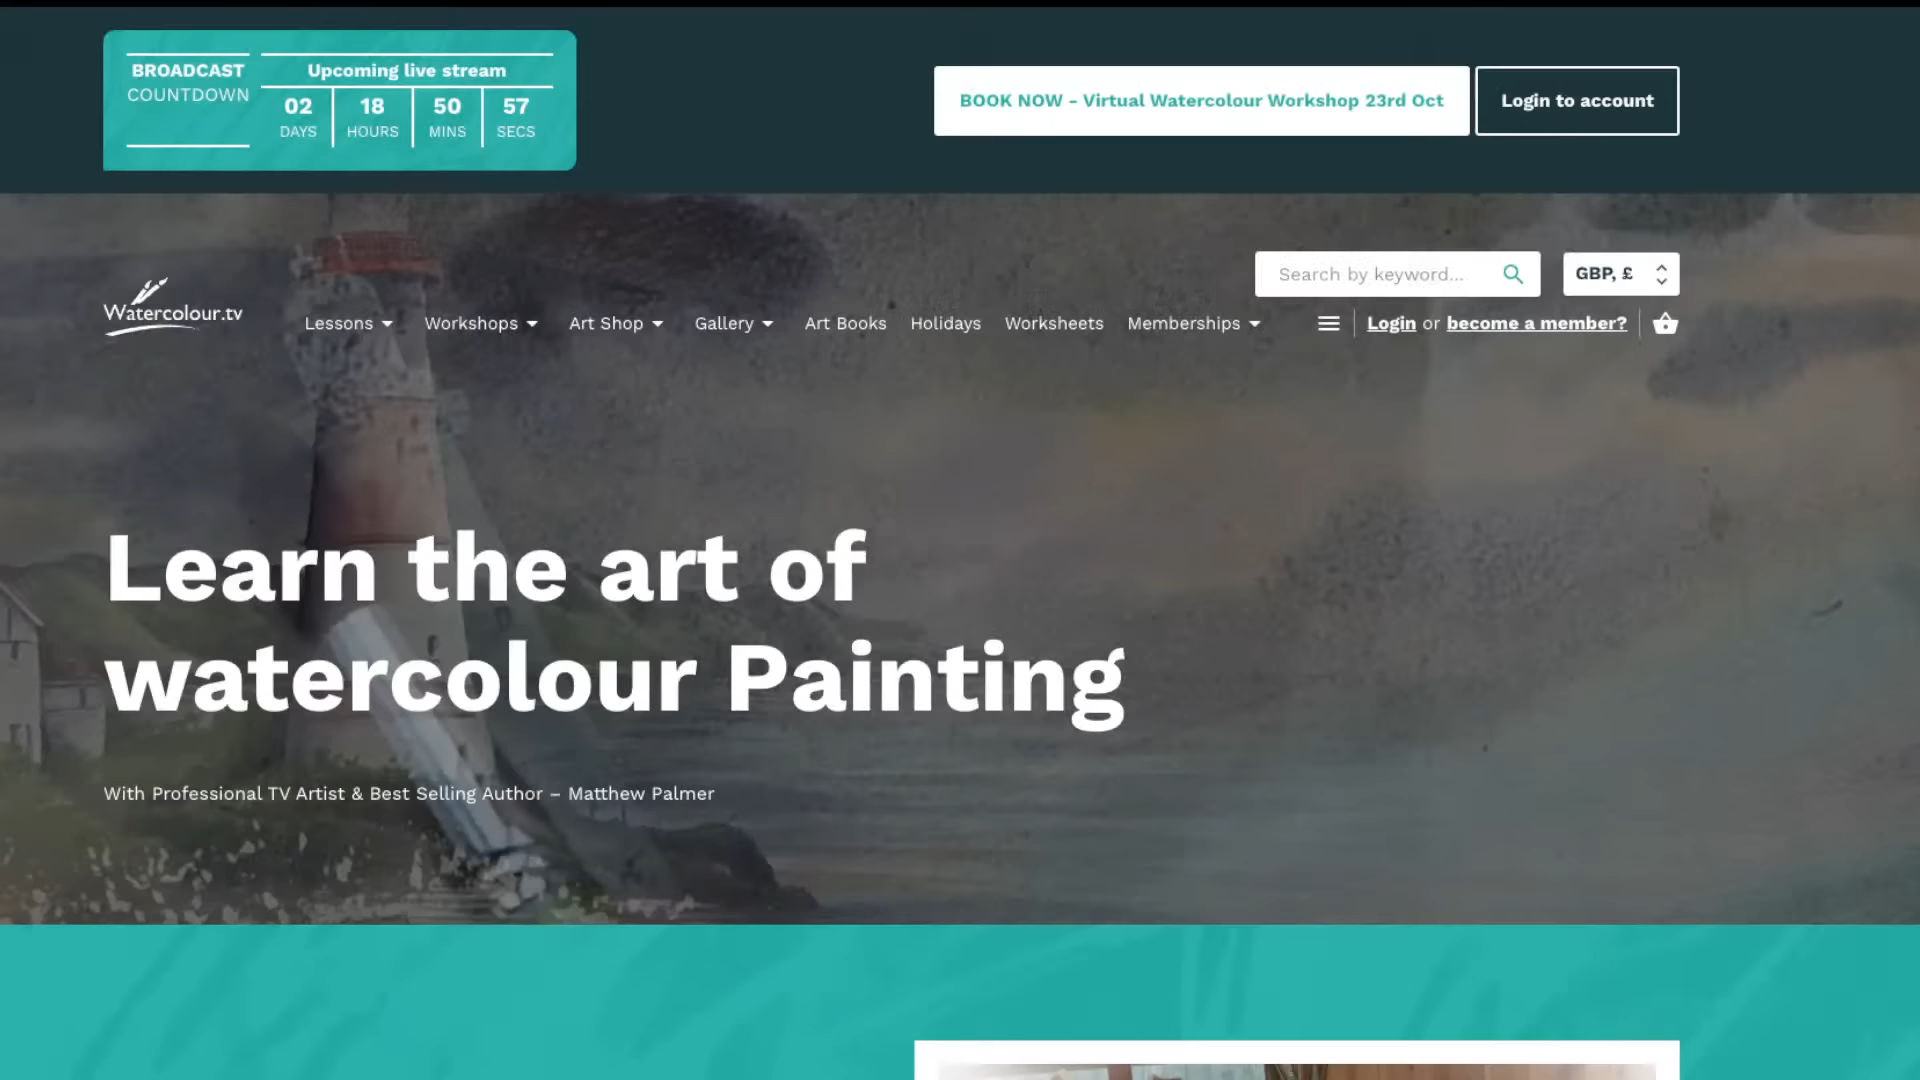 BROADCAST
COUNTDOWN
Upcoming live stream
02 18 50 57
DAYS HOURS MINS SECS
BOOK NOW - Virtual Watercolour Workshop 23rd Oct
Login to account
Search by keyword...
GBP, £
Watercolour.tv
Lessons Workshops Art Shop Gallery Art Books Holidays Worksheets Memberships
Login or become a member?
Learn the art of
watercolour Painting
With Professional TV Artist & Best Selling Author – Matthew Palmer